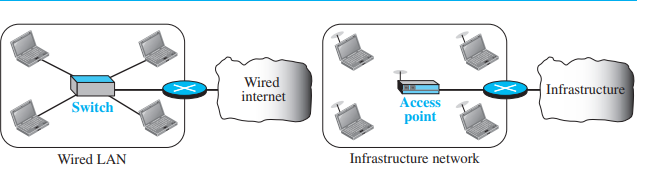 Wired
internet
Switch
Wired LAN
Infrastructure
Access
point
Infrastructure network